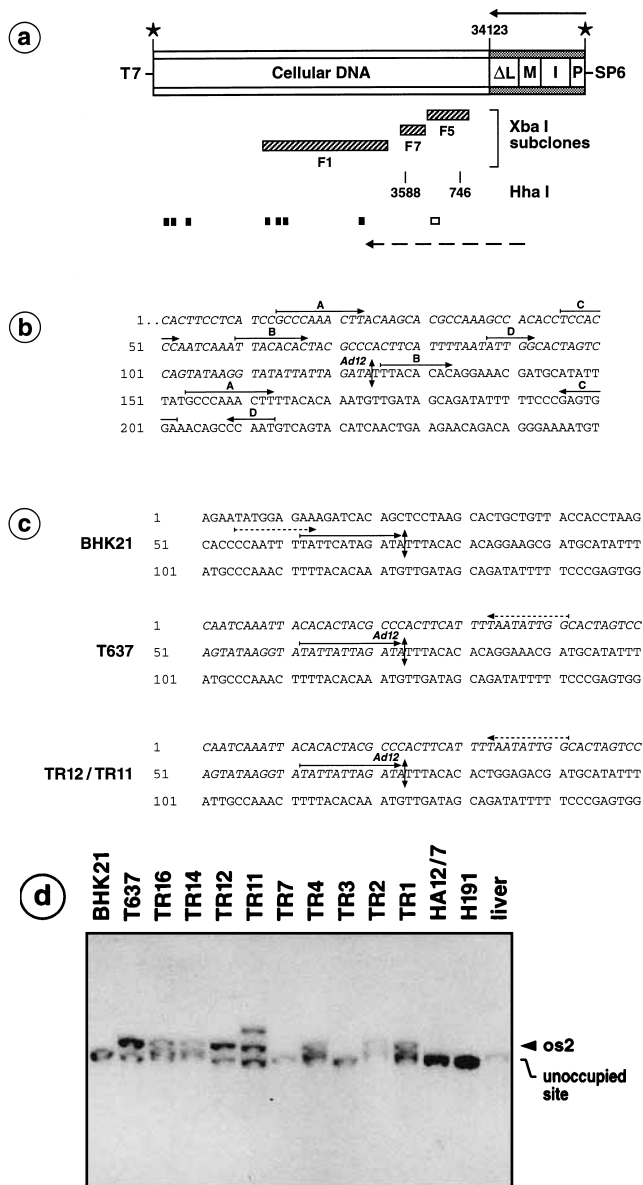 a
34123
T7
Cellular DNA
ΔL M I P
SP6
F5
F7
F1
Xba I
subclones
3588 746
Hha I
b
A C
1..CACTTCCTCA TCCGCCCAAA CTTACAAGCA CGCCAAAGCC ACACCTCCAC
B D
51 CCAATCAAAT TACACACTAC GCCCACTTCA TTTTAATATT GGCACTAGTC
Ad12 B
101 CAGTATAAGG TATATTATTA GATATTTACA CACAGGAAAC GATGCATATT
A C
151 TATGCCCAAA CTTTTACACA AATGTTGATA GCAGATATTT TTCCCGAGTG
D
201 GAAACAGCCC AATGTCAGTA CATCAACTGA AGAACAGACA GGGAAAATGT
c
1 AGAATATGGA GAAAGATCAC AGCTCCTAAG CACTGCTGTT ACCACCTAAG
BHK21
51 CACCCCAATT TTATTCATAG ATATTTACAC ACAGGAAGCG ATGCATATTT
101 ATGCCCAAAC TTTTACACAA ATGTTGATAG CAGATATTTT TCCCGAGTGG
1 CAATCAAATT ACACACTACG CCCACTTCAT TTTAATATTG GCACTAGTCC
T637
Ad12
51 AGTATAAGGT ATATTATTAG ATATTTACAC ACAGGAAACG ATGCATATTT
101 ATGCCCAAAC TTTTACACAA ATGTTGATAG CAGATATTTT TCCCGAGTGG
1 CAATCAAATT ACACACTACG CCCACTTCAT TTTAATATTG GCACTAGTCC
TR12/TR11
Ad12
51 AGTATAAGGT ATATTATTAG ATATTTACAC ACTGGAGACG ATGCATATTT
101 ATTGCCAAAC TTTTACACAA ATGTTGATAG CAGATATTTT TCCCGAGTGG
d
BHK21 T637 TR16 TR14 TR12 TR11 TR7 TR4 TR3 TR2 TR1 HA12/7 H191 liver
os2
unoccupied
site